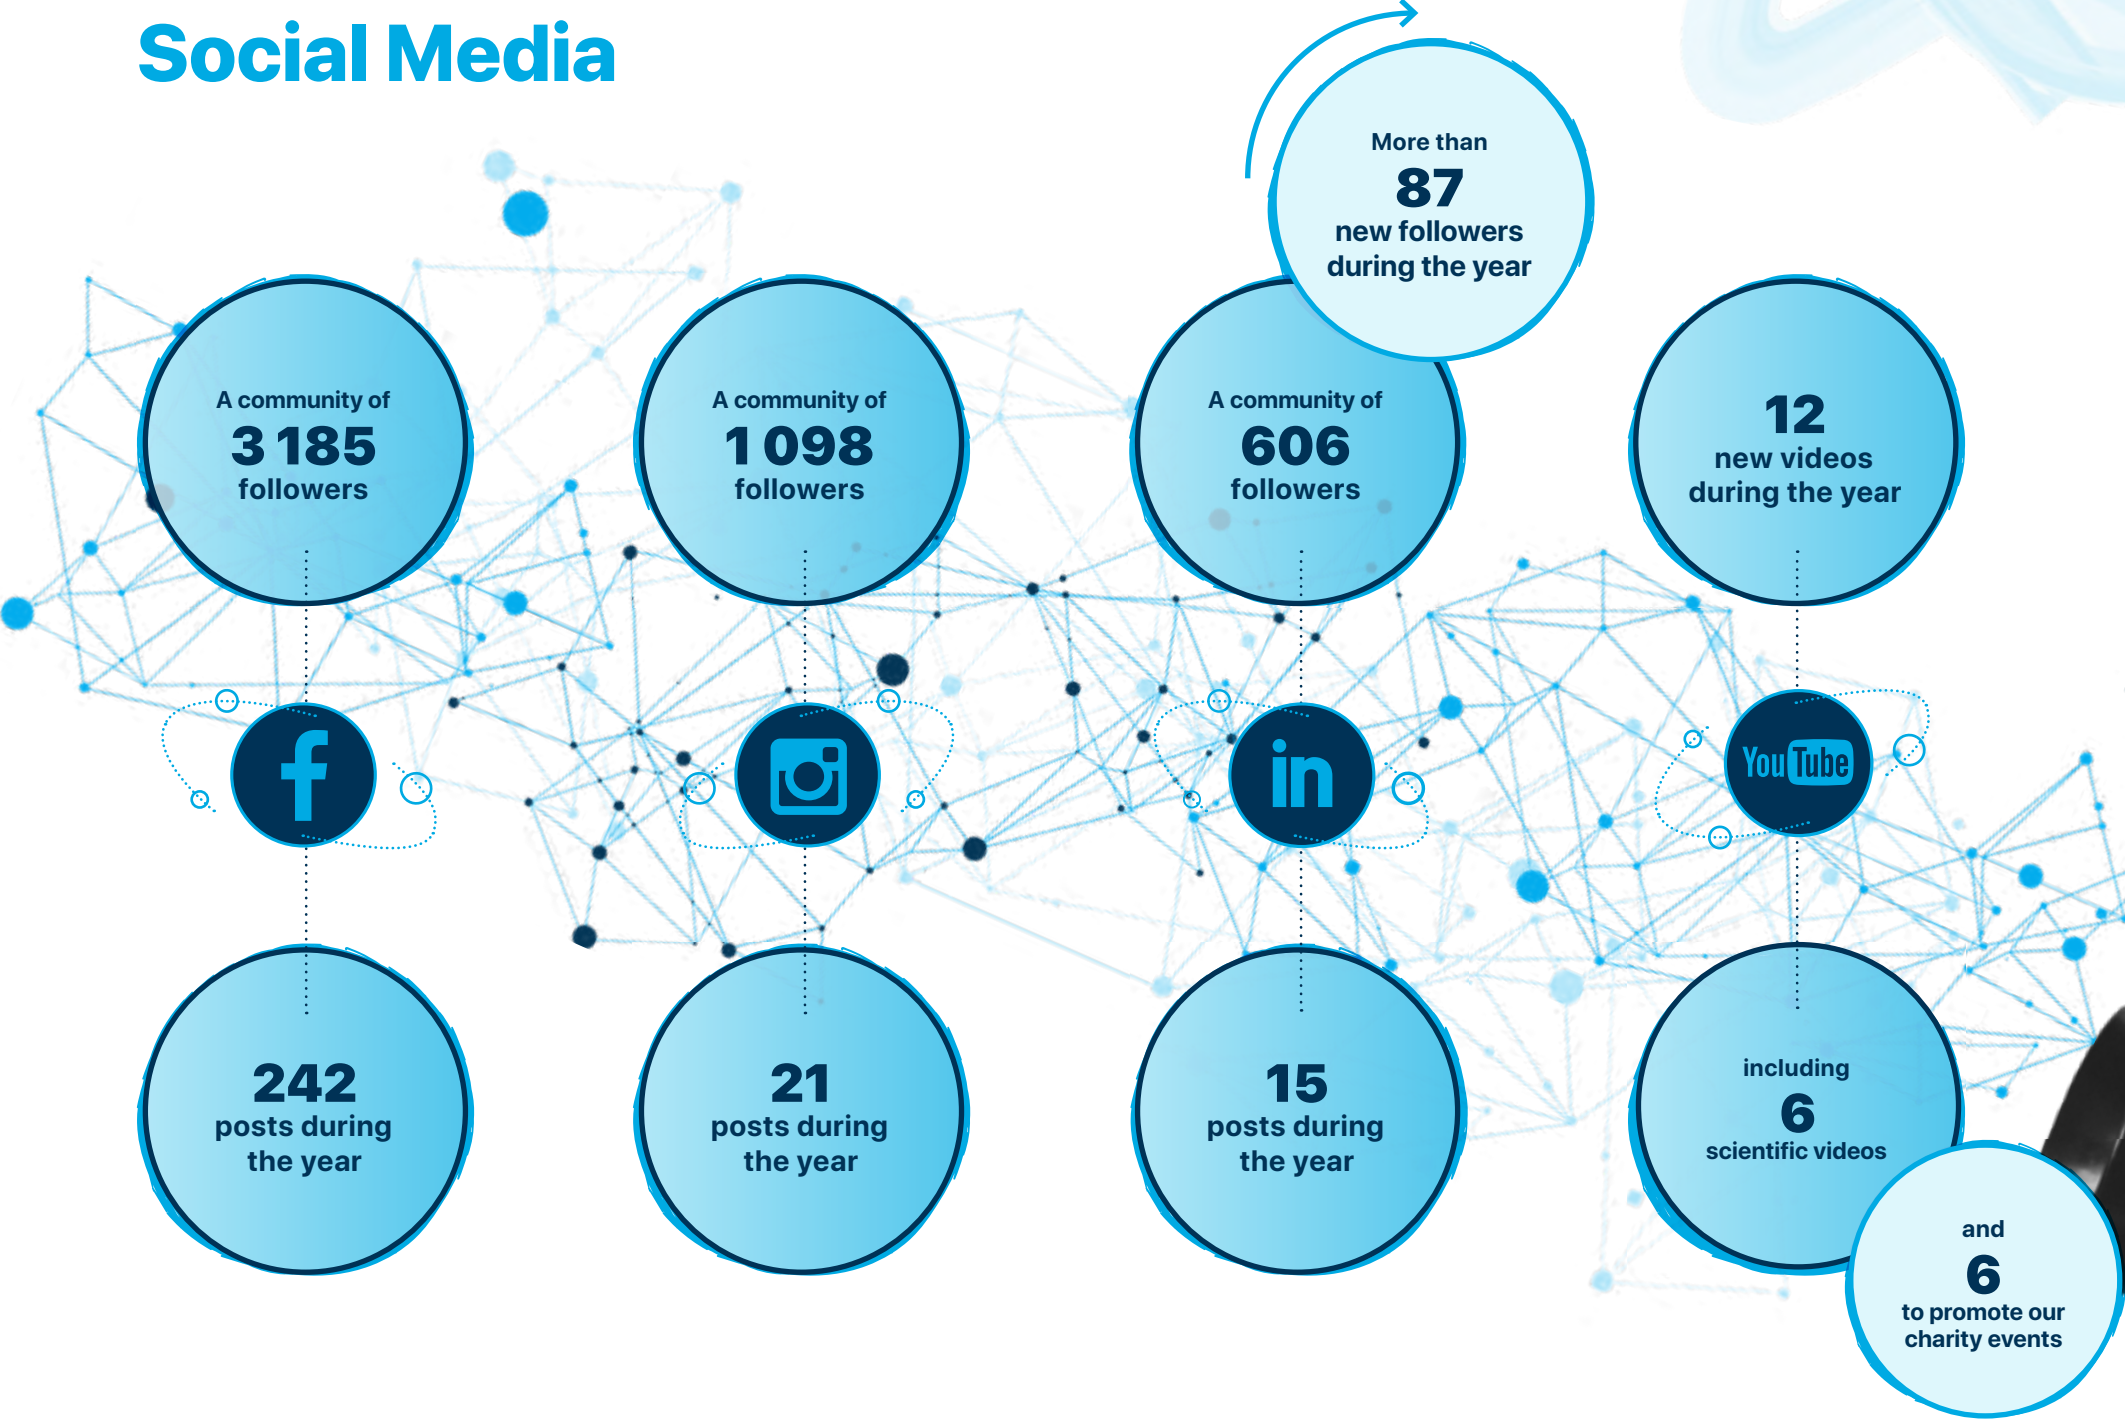 Social Media
More than
87
new followers
during the year
A community of
3 185
followers
A community of
1 098
followers
A community of
606
followers
12
new videos
during the year
f
in
YouTube
242
posts during
the year
21
posts during
the year
15
posts during
the year
including
6
scientific videos
and
6
to promote our
charity events